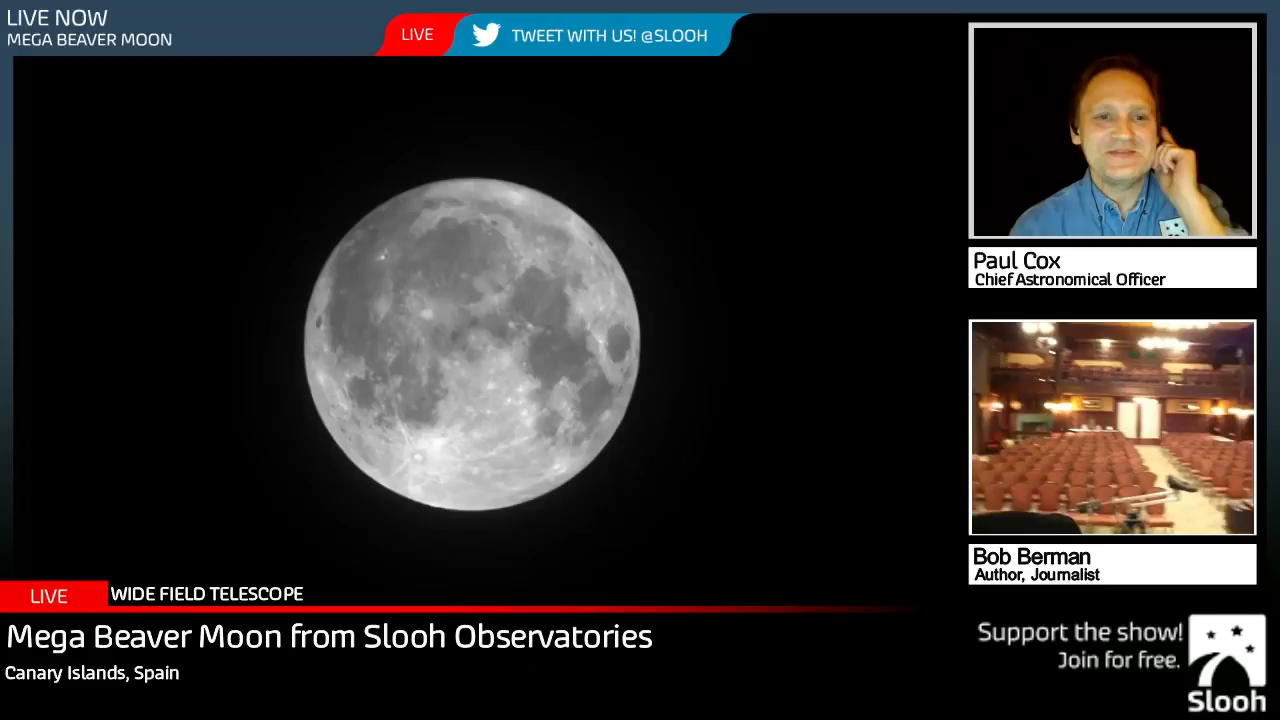 LIVE NOW
MEGA BEAVER MOON
LIVE
TWEET WITH US! @SLOOH
Paul Cox
Chief Astronomical Officer
Bob Berman
Author, Journalist
LIVE
WIDE FIELD TELESCOPE
Mega Beaver Moon from Slooh Observatories
Canary Islands, Spain
Support the show!
Join for free.
Slooh